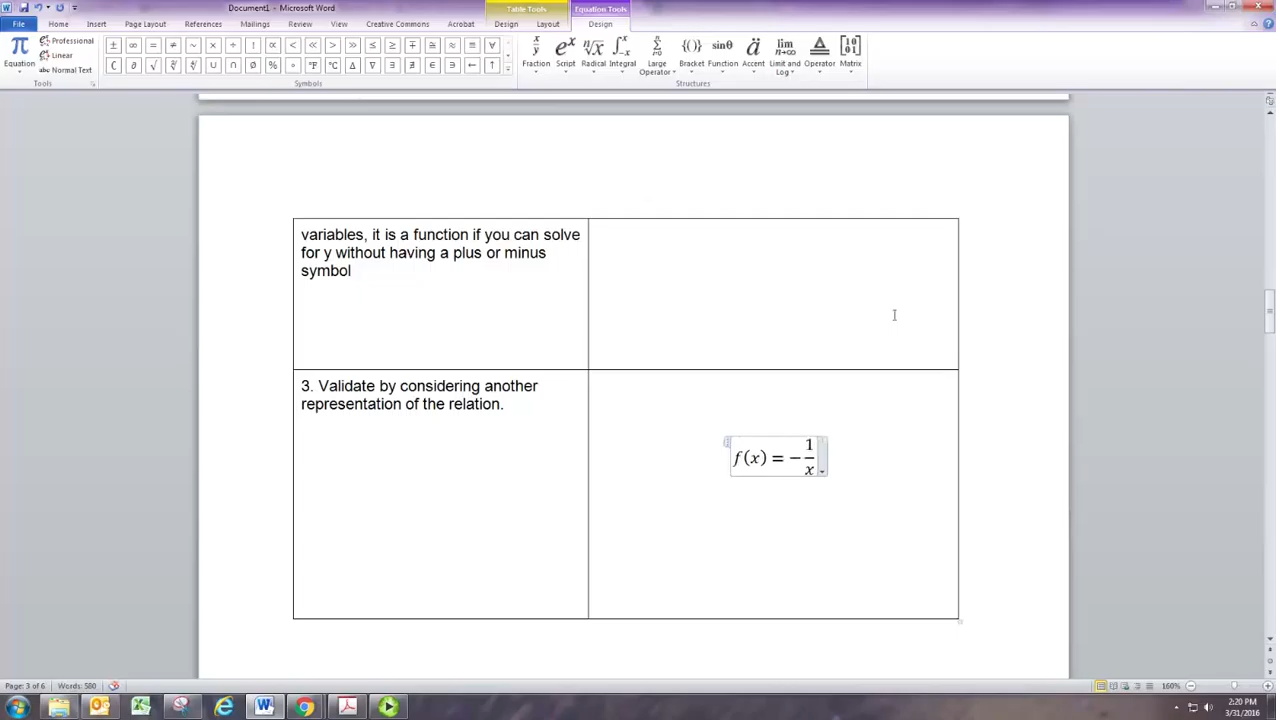 Document1 - Microsoft Word
Table Tools
Equation Tools
File Home Insert Page Layout References Mailings Review View Creative Commons Acrobat Design Layout Design
π
Equation
Professional
Linear
abc Normal Text
Tools
± ∞ = ≠ ~ × ÷ ! ∝ < ≪ > ≫ ≤ ≥ ∓ ≅ ≈ ≡ ∀
∁ ∂ √ ∛ ∜ ∪ ∩ ∅ % ° °F °C ∆ ∇ ∃ ∄ ∈ ∋ ← ↑
Symbols
Fraction
Script
Radical
Integral
Large Operator
Bracket
Function
Accent
Limit and Log
Operator
Matrix
Structures
variables, it is a function if you can solve
for y without having a plus or minus
symbol
3. Validate by considering another
representation of the relation.
f(x) = −1/x
Page: 3 of 6 Words: 580
160%
2:20 PM
3/31/2016